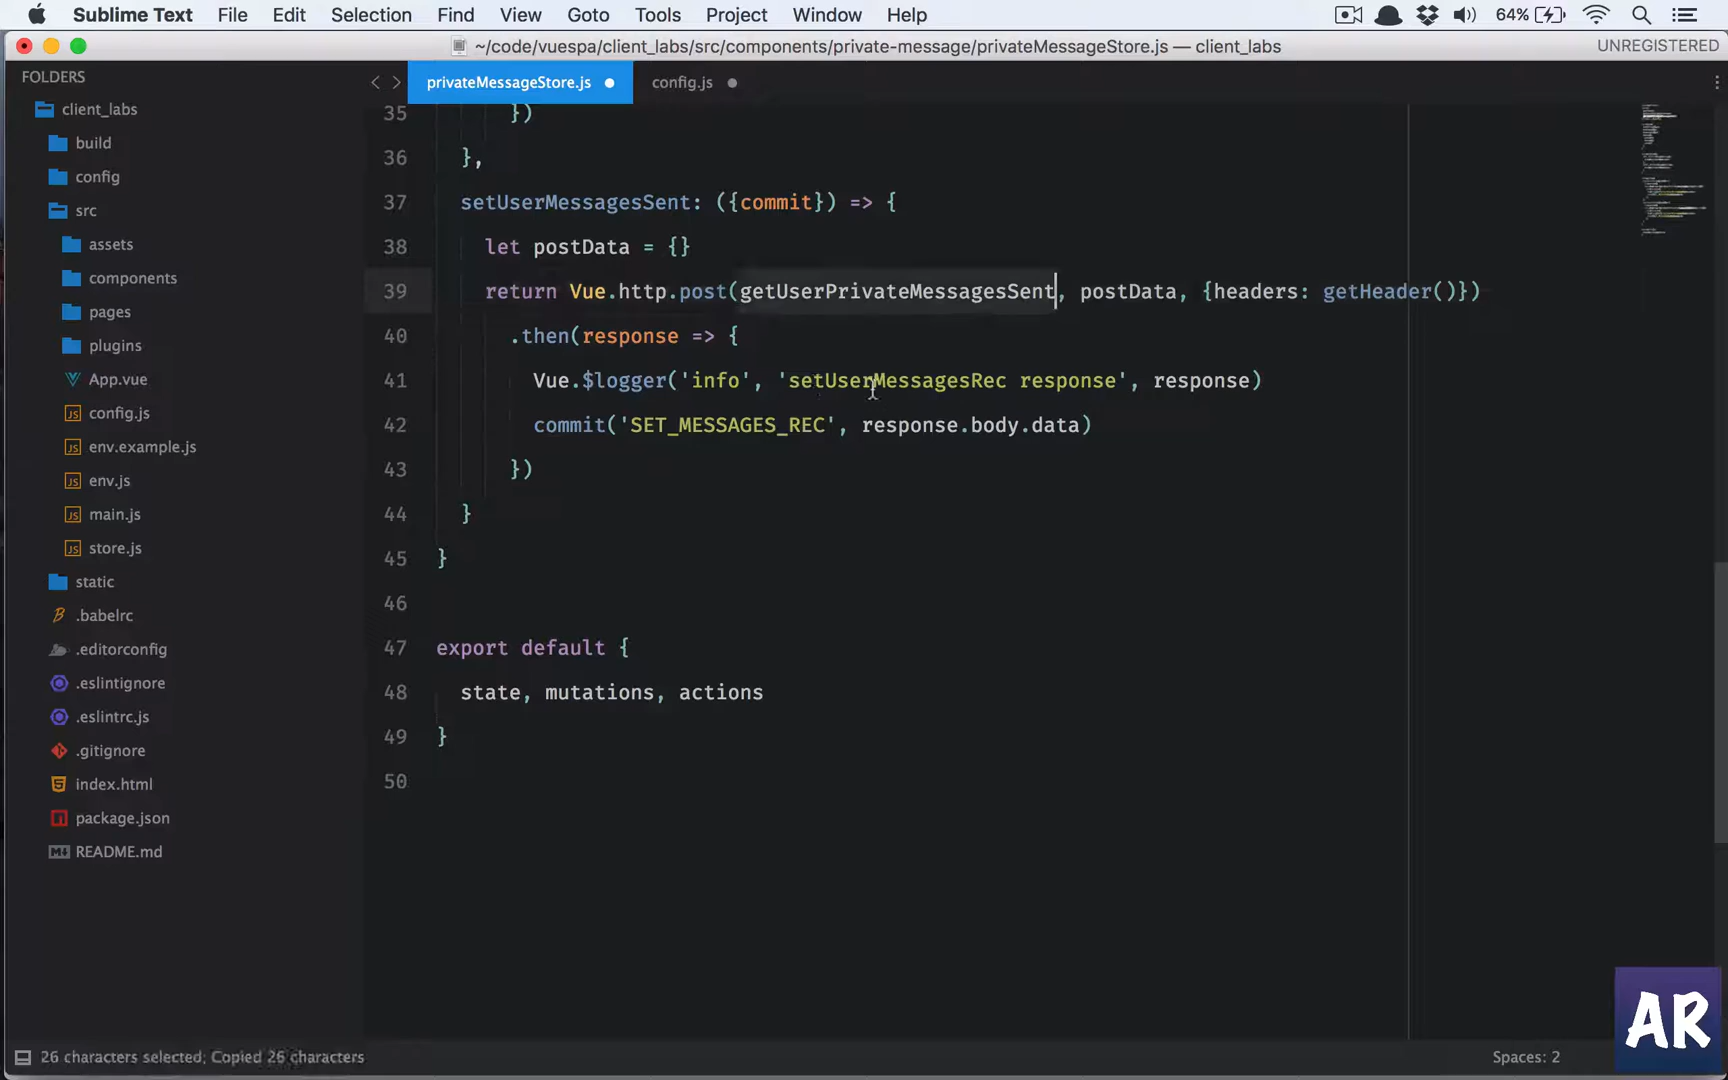 Sublime Text File Edit Selection Find View Goto Tools Project Window Help 64%
~/code/vuespa/client_labs/src/components/private-message/privateMessageStore.js — client_labs UNREGISTERED
FOLDERS
client_labs
build
config
src
assets
components
pages
plugins
App.vue
config.js
env.example.js
env.js
main.js
store.js
static
.babelrc
.editorconfig
.eslintignore
.eslintrc.js
.gitignore
index.html
package.json
README.md
privateMessageStore.js config.js
35 })
36 },
37 setUserMessagesSent: ({commit}) => {
38 let postData = {}
39 return Vue.http.post(getUserPrivateMessagesSent, postData, {headers: getHeader()})
40 .then(response => {
41 Vue.$logger('info', 'setUserMessagesRec response', response)
42 commit('SET_MESSAGES_REC', response.body.data)
43 })
44 }
45 }
46
47 export default {
48 state, mutations, actions
49 }
50
26 characters selected; Copied 26 characters Spaces: 2
AR